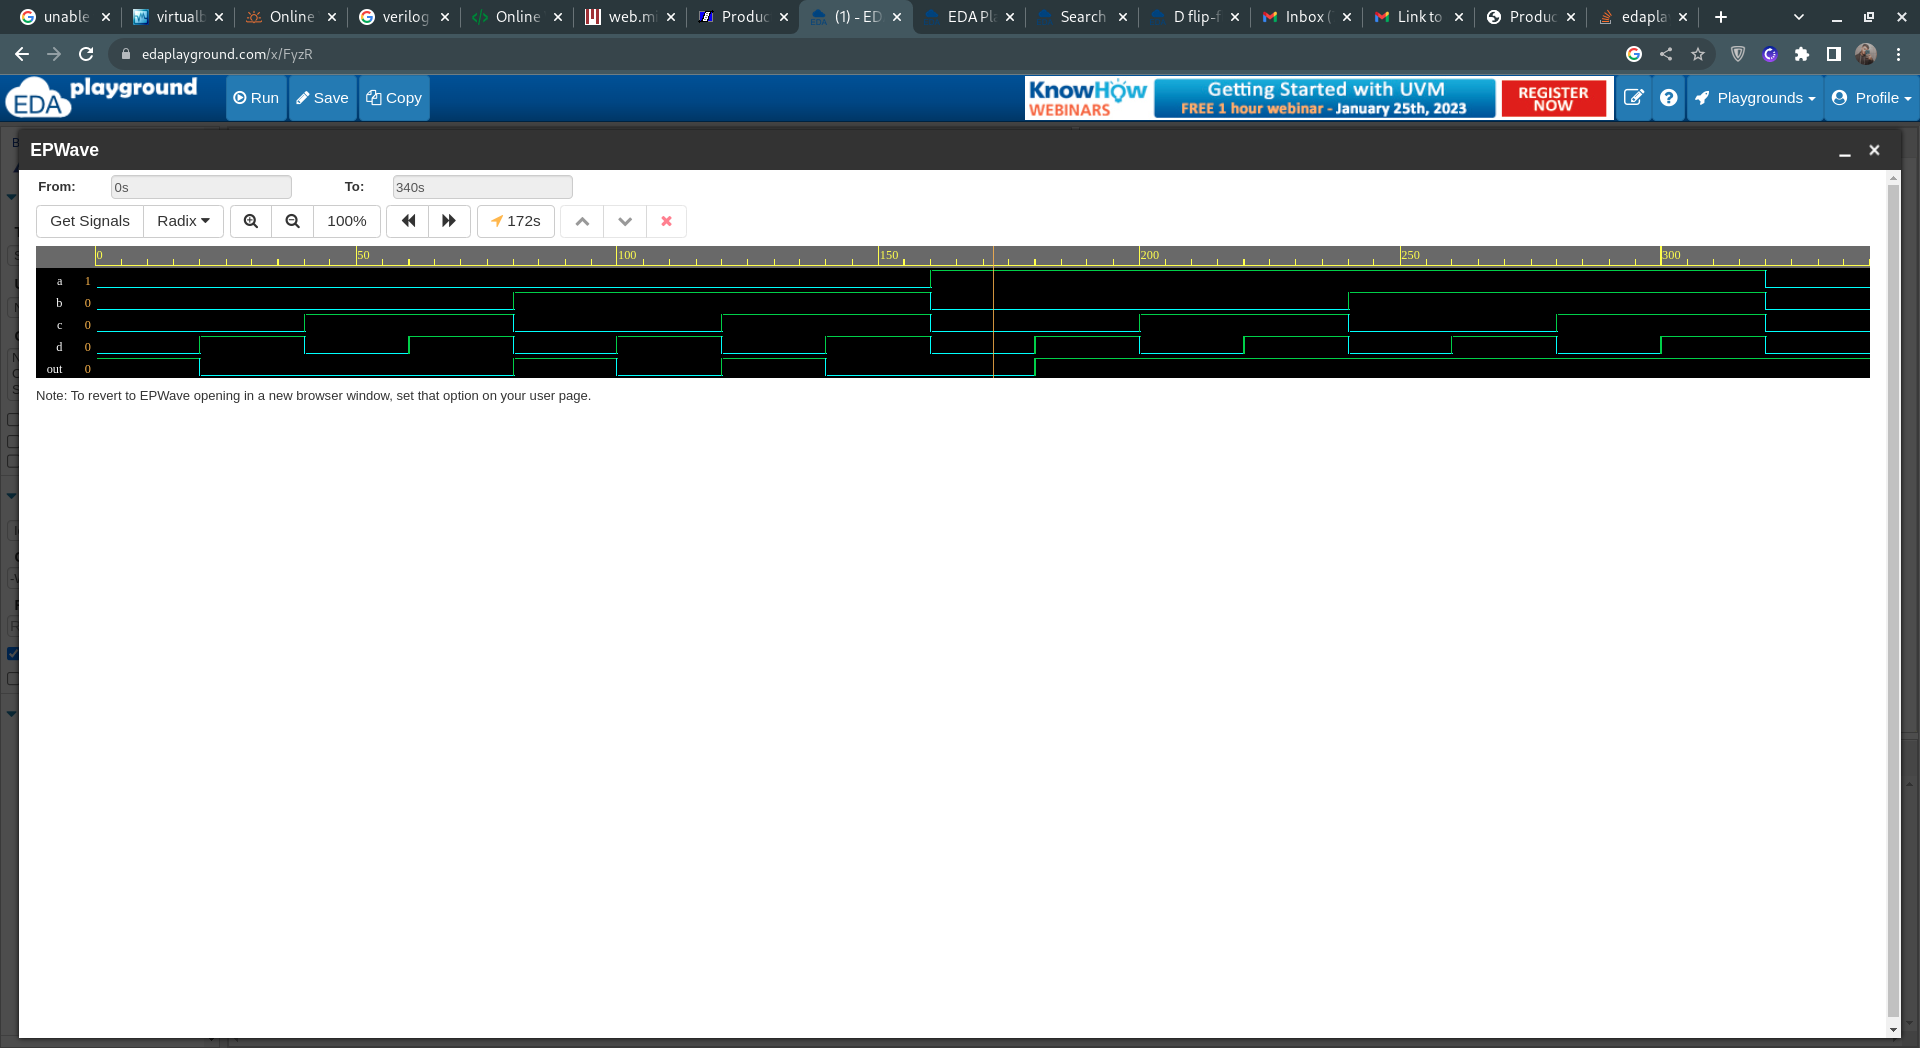 unable
virtualb
Online
verilog
Online
web.mi
Produc
(1) - ED
EDA Pla
Search
D flip-f
Inbox (
Link to
Produc
edapla
edaplayground.com/x/FyzR
EDA playground
Run
Save
Copy
KnowHow WEBINARS
Getting Started with UVM
FREE 1 hour webinar - January 25th, 2023
REGISTER NOW
Playgrounds
Profile
EPWave
From: 0s To: 340s
Get Signals Radix 100% 172s
0 50 100 150 200 250 300
a 1
b 0
c 0
d 0
out 0
Note: To revert to EPWave opening in a new browser window, set that option on your user page.